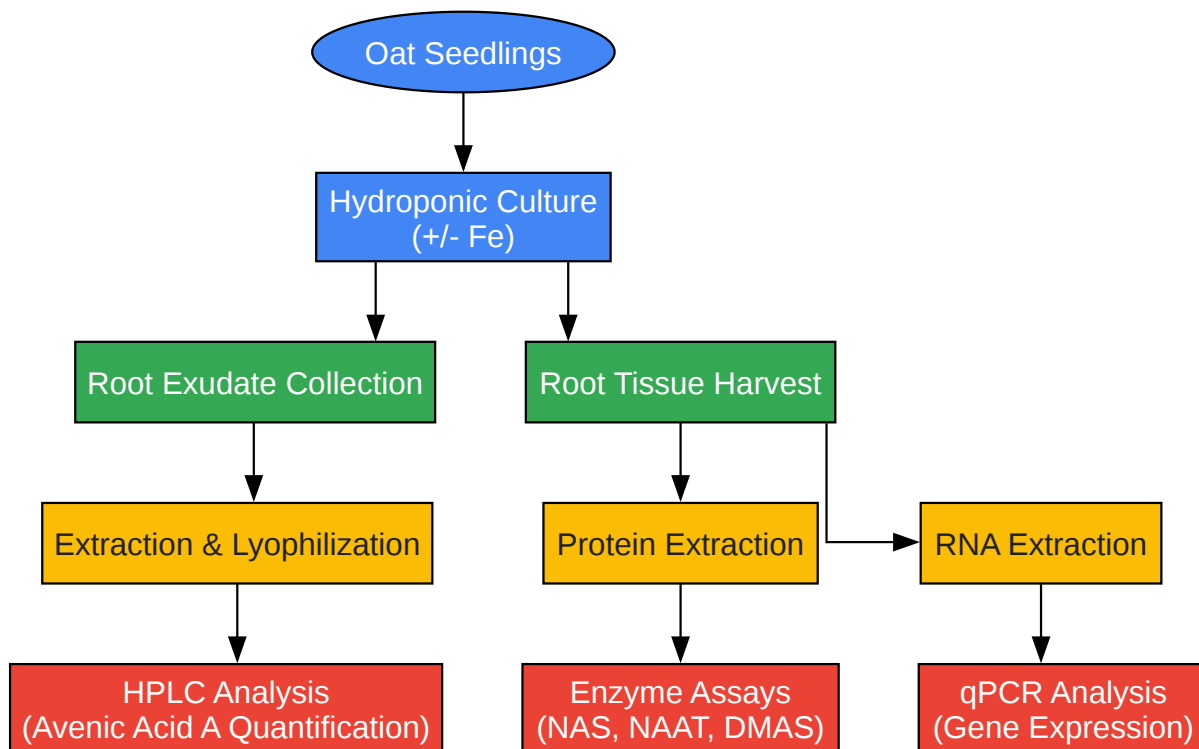 Oat Seedlings
Hydroponic Culture
(+/- Fe)
Root Exudate Collection
Root Tissue Harvest
Extraction & Lyophilization
Protein Extraction
RNA Extraction
HPLC Analysis
(Avenic Acid A Quantification)
Enzyme Assays
(NAS, NAAT, DMAS)
qPCR Analysis
(Gene Expression)